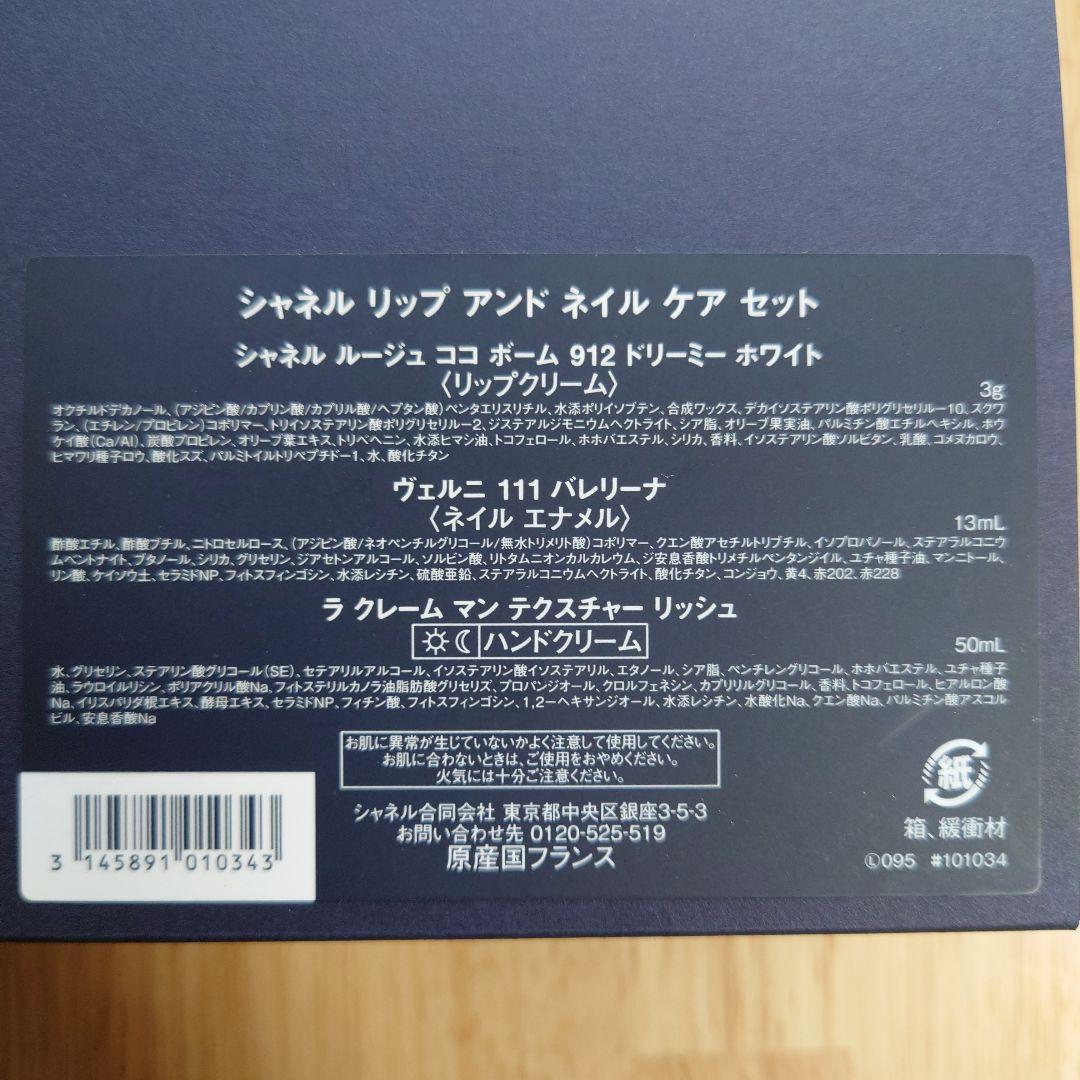 シャネル リップ アンド ネイル ケア セット
シャネル ルージュ ココ ボーム 912 ドリーミー ホワイト
〈リップクリーム〉
3g
オクチルドデカノール、(アジピン酸/カプリン酸/カプリル酸/ヘプタン酸)ペンタエリスリチル、水添ポリイソブテン、合成ワックス、デカイソステアリン酸ポリグリセリル－10、スクワ
ラン、(エチレン/プロピレン)コポリマー、トリイソステアリン酸ポリグリセリル－2、ジステアルジモニウムヘクトライト、シア脂、オリーブ果実油、パルミチン酸エチルヘキシル、ホウ
ケイ酸(Ca/Al)、炭酸プロピレン、オリーブ葉エキス、トリベヘニン、水添ヒマシ油、トコフェロール、ホホバエステル、シリカ、香料、イソステアリン酸ソルビタン、乳酸、コメヌカロウ、
ヒマワリ種子ロウ、酸化スズ、パルミトイルトリペプチド－1、水、酸化チタン
ヴェルニ 111 バレリーナ
〈ネイル エナメル〉
13mL
酢酸エチル、酢酸ブチル、ニトロセルロース、(アジピン酸/ネオペンチルグリコール/無水トリメリト酸)コポリマー、クエン酸アセチルトリブチル、イソプロパノール、ステアラルコニウ
ムベントナイト、ブタノール、シリカ、グリセリン、ジアセトンアルコール、ソルビン酸、リトタムニオンカルカレウム、ジ安息香酸トリメチルペンタンジイル、ユチャ種子油、マンニトール、
リン酸、ケイソウ土、セラミドNP、フィトスフィンゴシン、水添レシチン、硫酸亜鉛、ステアラルコニウムヘクトライト、酸化チタン、コンジョウ、黄4、赤202、赤228
ラ クレーム マン テクスチャー リッシュ
ハンドクリーム
50mL
水、グリセリン、ステアリン酸グリコール(SE)、セテアリルアルコール、イソステアリン酸イソステアリル、エタノール、シア脂、ペンチレングリコール、ホホバエステル、ユチャ種子
油、ラウロイルリシン、ポリアクリル酸Na、フィトステリルカノラ油脂肪酸グリセリズ、プロパンジオール、クロルフェネシン、カプリリルグリコール、香料、トコフェロール、ヒアルロン酸
Na、イリスパリダ根エキス、酵母エキス、セラミドNP、フィチン酸、フィトスフィンゴシン、1,2－ヘキサンジオール、水添レシチン、水酸化Na、クエン酸Na、パルミチン酸アスコル
ビル、安息香酸Na
お肌に異常が生じていないかよく注意して使用してください。
お肌に合わないときは、ご使用をおやめください。
火気には十分ご注意ください。
シャネル合同会社 東京都中央区銀座3-5-3
お問い合わせ先 0120-525-519
原産国フランス
3 145891 010343
紙
箱、緩衝材
Ⓛ095 #101034